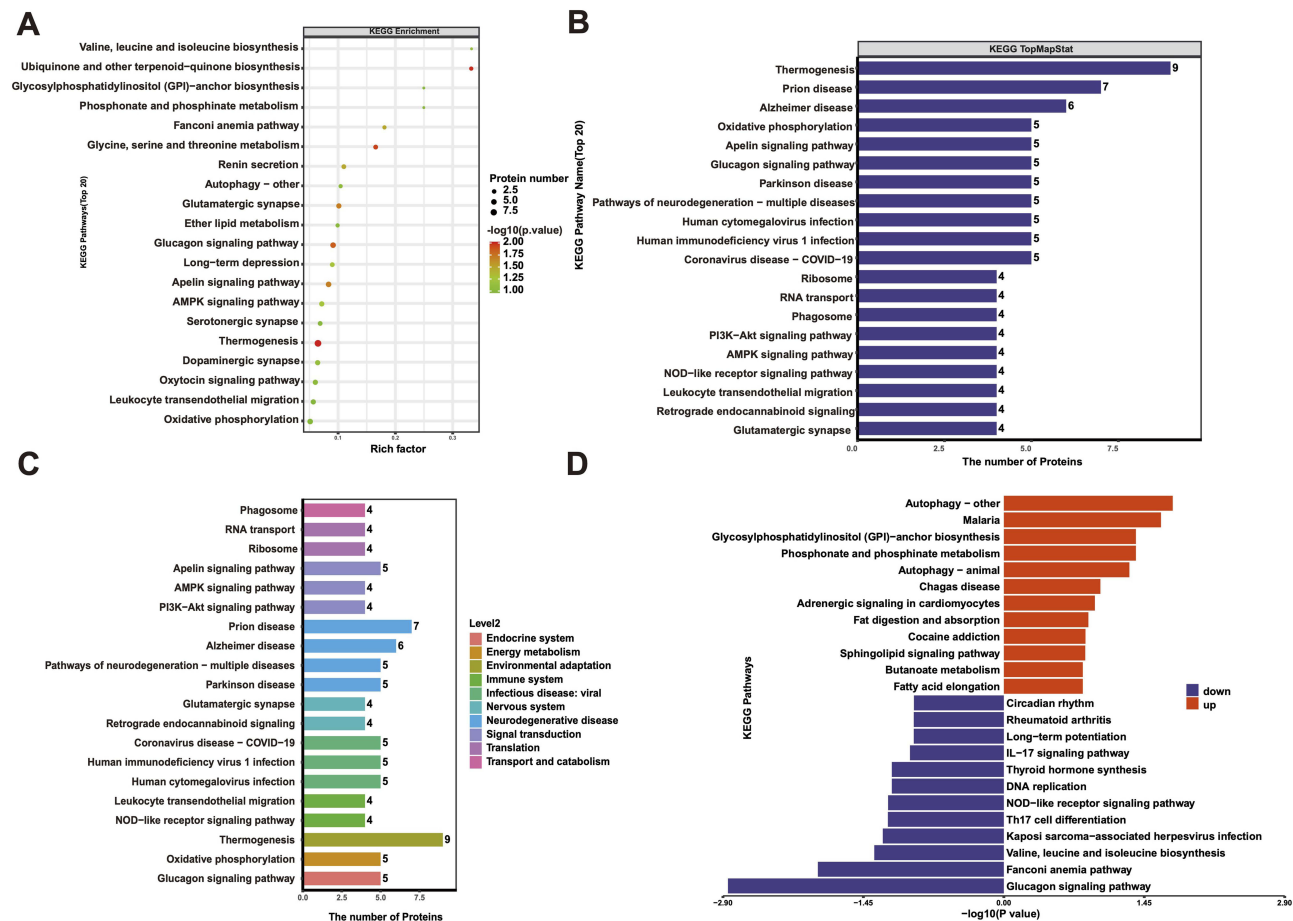 A
KEGG Enrichment
KEGG Pathways(Top 20)
Valine, leucine and isoleucine biosynthesis
Ubiquinone and other terpenoid−quinone biosynthesis
Glycosylphosphatidylinositol (GPI)−anchor biosynthesis
Phosphonate and phosphinate metabolism
Fanconi anemia pathway
Glycine, serine and threonine metabolism
Renin secretion
Autophagy − other
Glutamatergic synapse
Ether lipid metabolism
Glucagon signaling pathway
Long−term depression
Apelin signaling pathway
AMPK signaling pathway
Serotonergic synapse
Thermogenesis
Dopaminergic synapse
Oxytocin signaling pathway
Leukocyte transendothelial migration
Oxidative phosphorylation
0.1 0.2 0.3
Rich factor
Protein number
2.5
5.0
7.5
-log10(p.value)
2.00
1.75
1.50
1.25
1.00
B
KEGG TopMapStat
KEGG Pathway Name(Top 20)
Thermogenesis 9
Prion disease 7
Alzheimer disease 6
Oxidative phosphorylation 5
Apelin signaling pathway 5
Glucagon signaling pathway 5
Parkinson disease 5
Pathways of neurodegeneration − multiple diseases 5
Human cytomegalovirus infection 5
Human immunodeficiency virus 1 infection 5
Coronavirus disease − COVID−19 5
Ribosome 4
RNA transport 4
Phagosome 4
PI3K−Akt signaling pathway 4
AMPK signaling pathway 4
NOD−like receptor signaling pathway 4
Leukocyte transendothelial migration 4
Retrograde endocannabinoid signaling 4
Glutamatergic synapse 4
0.0 2.5 5.0 7.5
The number of Proteins
C
Phagosome 4
RNA transport 4
Ribosome 4
Apelin signaling pathway 5
AMPK signaling pathway 4
PI3K−Akt signaling pathway 4
Prion disease 7
Alzheimer disease 6
Pathways of neurodegeneration − multiple diseases 5
Parkinson disease 5
Glutamatergic synapse 4
Retrograde endocannabinoid signaling 4
Coronavirus disease − COVID−19 5
Human immunodeficiency virus 1 infection 5
Human cytomegalovirus infection 5
Leukocyte transendothelial migration 4
NOD−like receptor signaling pathway 4
Thermogenesis 9
Oxidative phosphorylation 5
Glucagon signaling pathway 5
0.0 2.5 5.0 7.5
The number of Proteins
Level2
Endocrine system
Energy metabolism
Environmental adaptation
Immune system
Infectious disease: viral
Nervous system
Neurodegenerative disease
Signal transduction
Translation
Transport and catabolism
D
KEGG Pathways
Autophagy − other
Malaria
Glycosylphosphatidylinositol (GPI)−anchor biosynthesis
Phosphonate and phosphinate metabolism
Autophagy − animal
Chagas disease
Adrenergic signaling in cardiomyocytes
Fat digestion and absorption
Cocaine addiction
Sphingolipid signaling pathway
Butanoate metabolism
Fatty acid elongation
Circadian rhythm
Rheumatoid arthritis
Long−term potentiation
IL−17 signaling pathway
Thyroid hormone synthesis
DNA replication
NOD−like receptor signaling pathway
Th17 cell differentiation
Kaposi sarcoma−associated herpesvirus infection
Valine, leucine and isoleucine biosynthesis
Fanconi anemia pathway
Glucagon signaling pathway
−2.90 −1.45 0.00 1.45 2.90
−log10(P value)
down
up